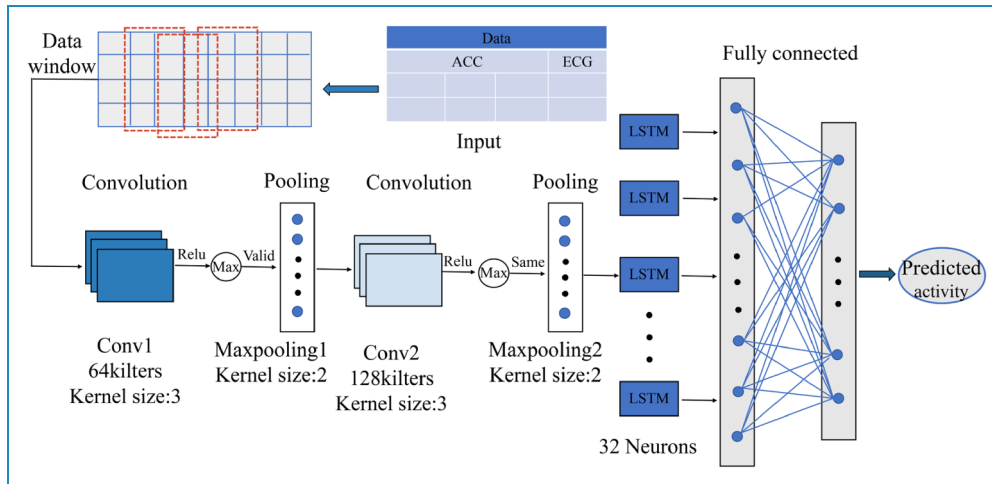 Data
window
Data
ACC ECG
Input
Fully connected
LSTM
LSTM
LSTM
LSTM
Convolution
Pooling
Convolution
Pooling
Relu
Max
Valid
Relu
Max
Same
Conv1
64kilters
Kernel size:3
Maxpooling1
Kernel size:2
Conv2
128kilters
Kernel size:3
Maxpooling2
Kernel size:2
32 Neurons
Predicted
activity